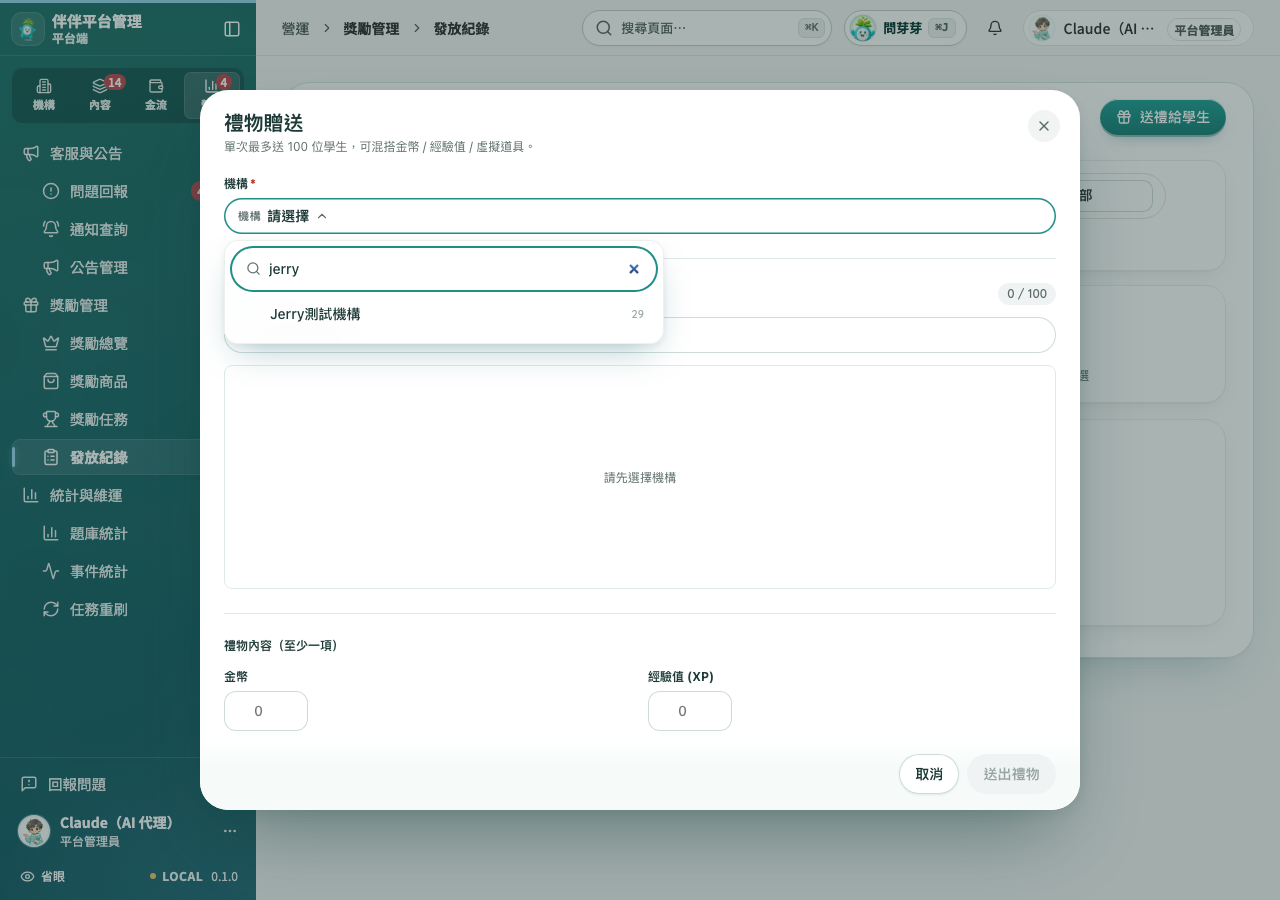 伴伴平台管理
平台端
機構
14
內容
金流
4
客服與公告
問題回報
通知查詢
公告管理
獎勵管理
獎勵總覽
獎勵商品
獎勵任務
發放紀錄
統計與維運
題庫統計
事件統計
任務重刷
回報問題
Claude（AI 代理）
平台管理員
省眼
LOCAL 0.1.0
營運 > 獎勵管理 > 發放紀錄
搜尋頁面… ⌘K
問芽芽 ⌘J
Claude（AI … 平台管理員
送禮給學生
部
選
禮物贈送
單次最多送 100 位學生，可混搭金幣 / 經驗值 / 虛擬道具。
機構 *
機構 請選擇
jerry
Jerry測試機構 29
0 / 100
請先選擇機構
禮物內容（至少一項）
金幣
0
經驗值 (XP)
0
取消
送出禮物